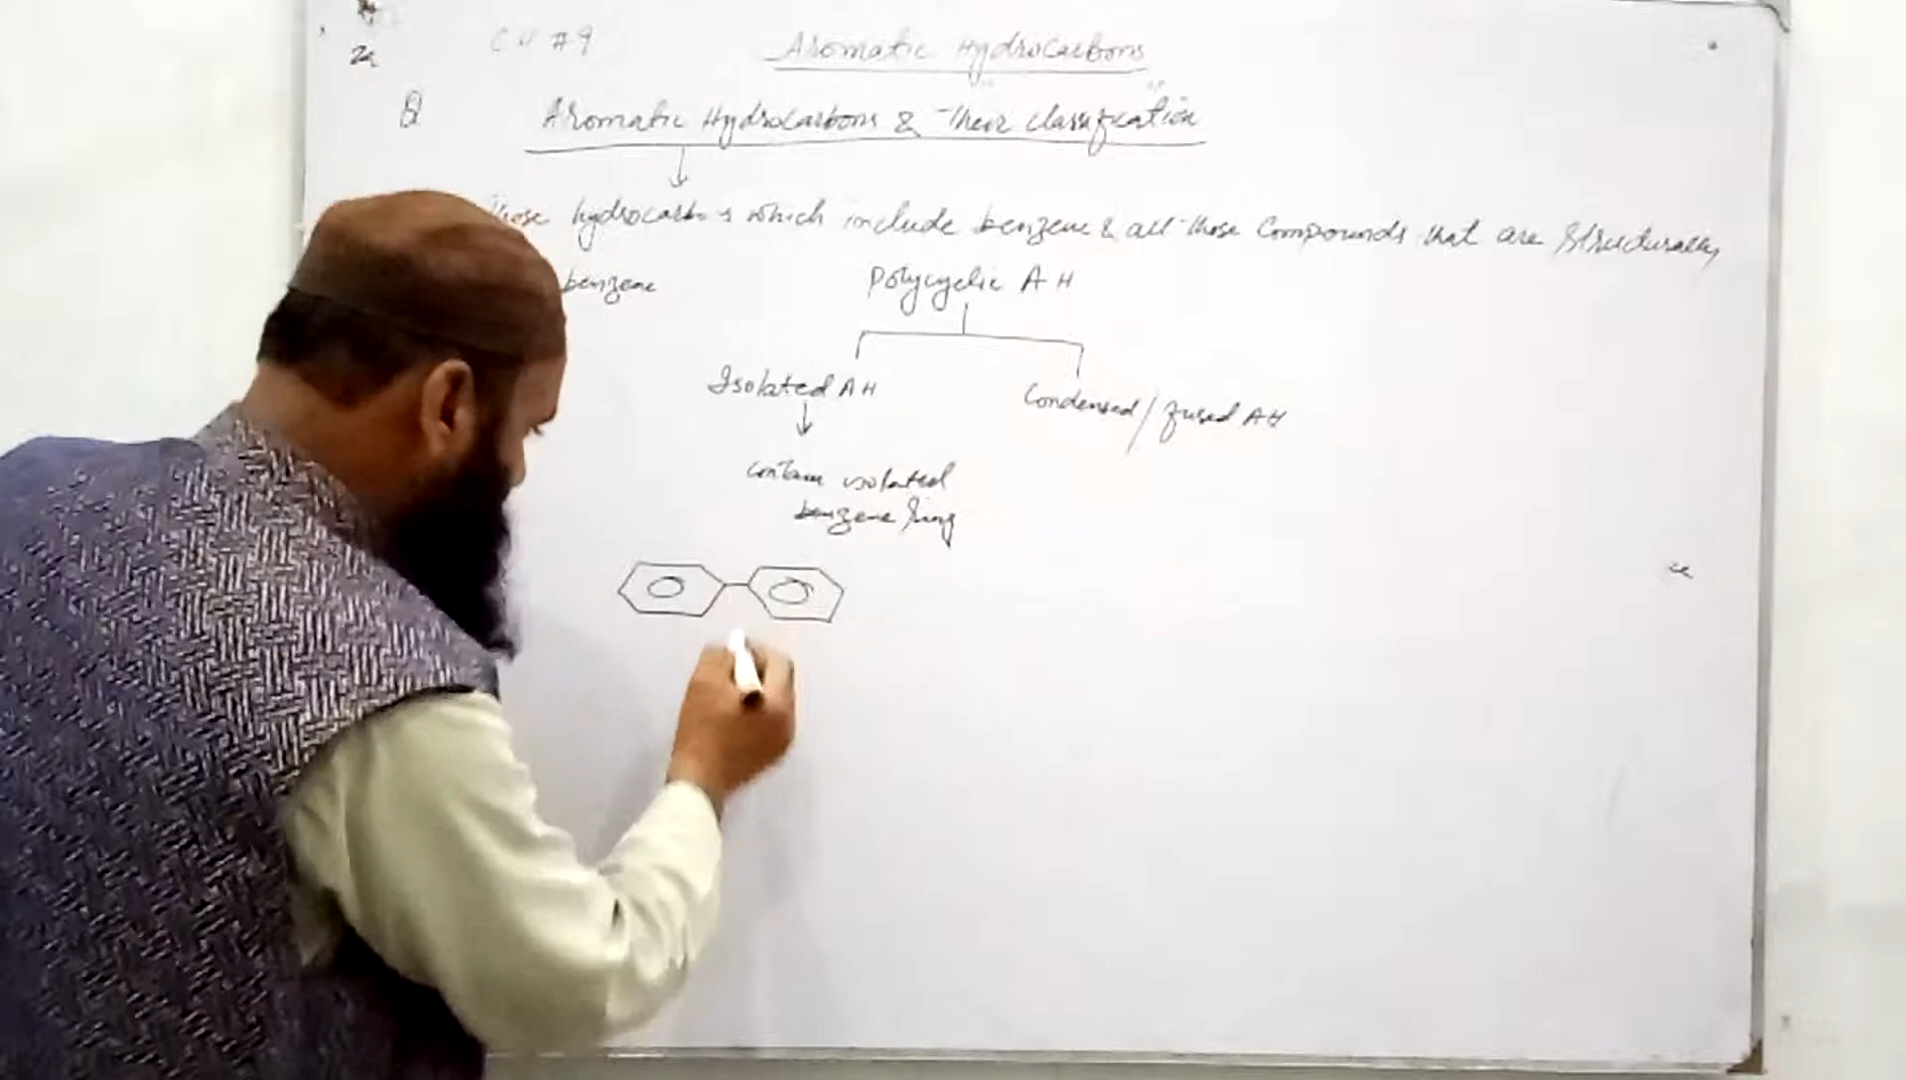 CH # 9 Aromatic Hydrocarbons
Q Aromatic Hydrocarbons & Their classification
Those hydrocarbons which include benzene & all those Compounds that are Structurally
benzene
Polycyclic A H
Isolated A H
Condensed / fused A H
contain isolated
benzene ring